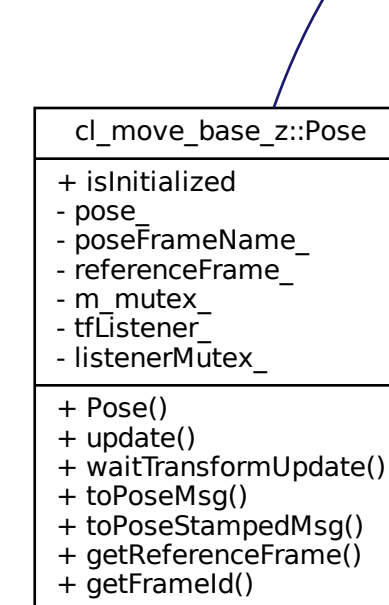 cl_move_base_z::Pose
+ isInitialized
- pose_
- poseFrameName_
- referenceFrame_
- m_mutex_
- tfListener_
- listenerMutex_
+ Pose()
+ update()
+ waitTransformUpdate()
+ toPoseMsg()
+ toPoseStampedMsg()
+ getReferenceFrame()
+ getFrameId()